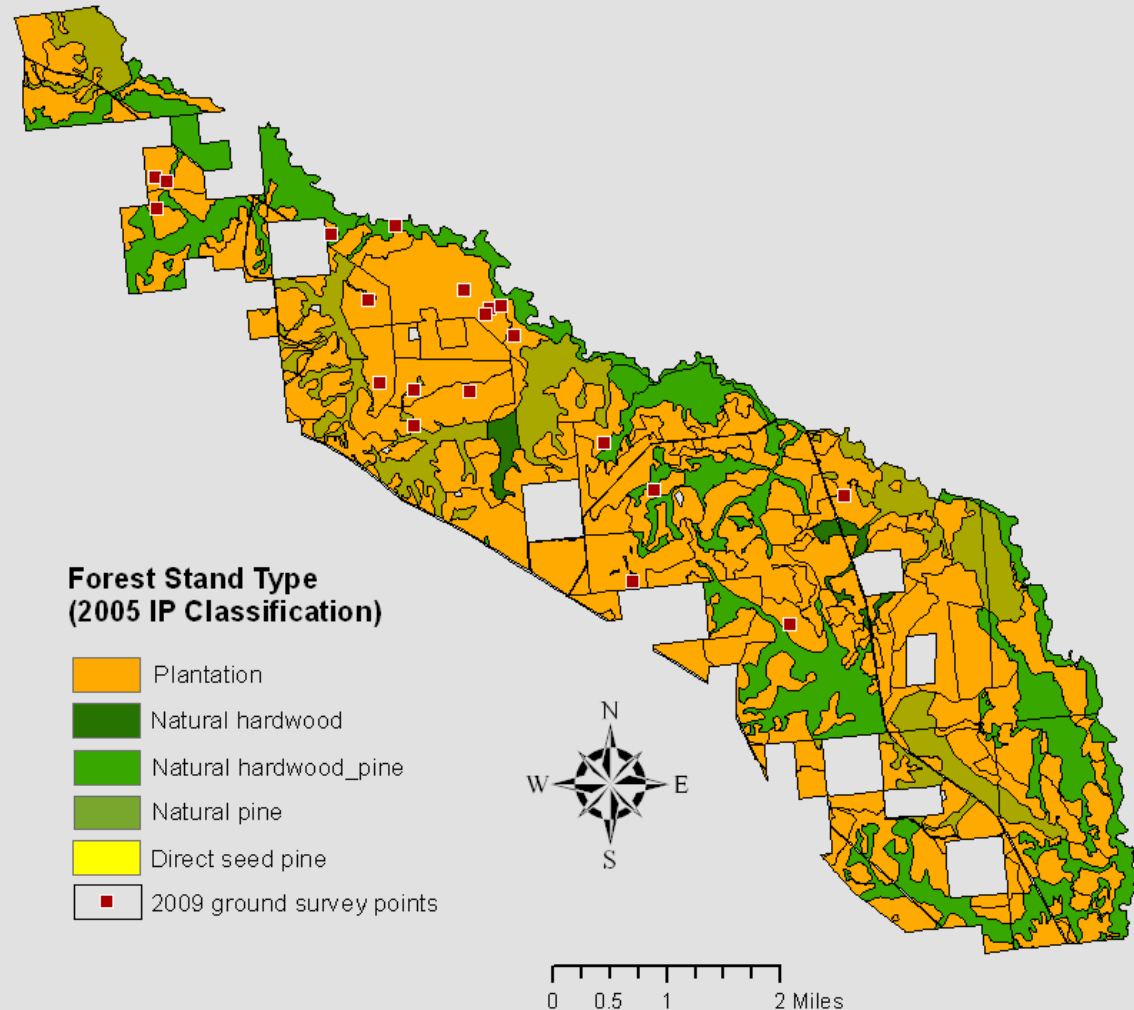 Forest Stand Type
(2005 IP Classification)
Plantation
Natural hardwood
Natural hardwood_pine
Natural pine
Direct seed pine
2009 ground survey points
N
W E
S
0 0.5 1 2 Miles